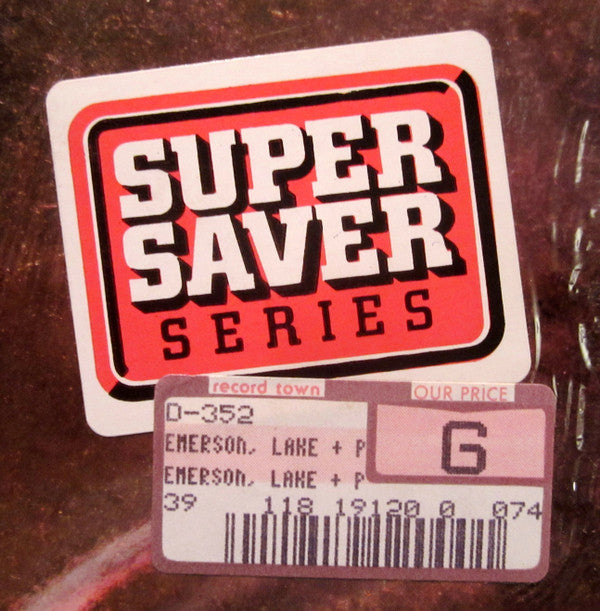 SUPER
SAVER
SERIES
record town
OUR PRICE
D-352
G
EMERSON, LAKE + P
EMERSON, LAKE + P
39 118 19120 0 074